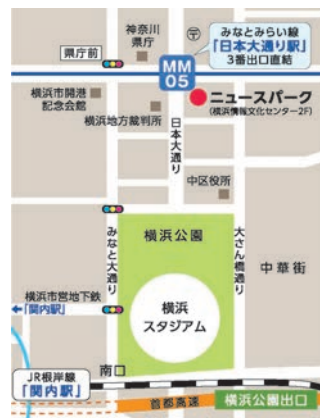 神奈川
県庁
〒
みなとみらい線
「日本大通り駅」
3番出口直結
県庁前
MM
05
横浜市開港
記念会館
横浜地方裁判所
ニュースパーク
(横浜情報文化センター2F)
日本大通り
中区役所
みなと大通り
横浜公園
大さん橋通り
中華街
横浜市営地下鉄
←「関内駅」
横浜
スタジアム
南口
JR根岸線
「関内駅」
首都高速
横浜公園出口